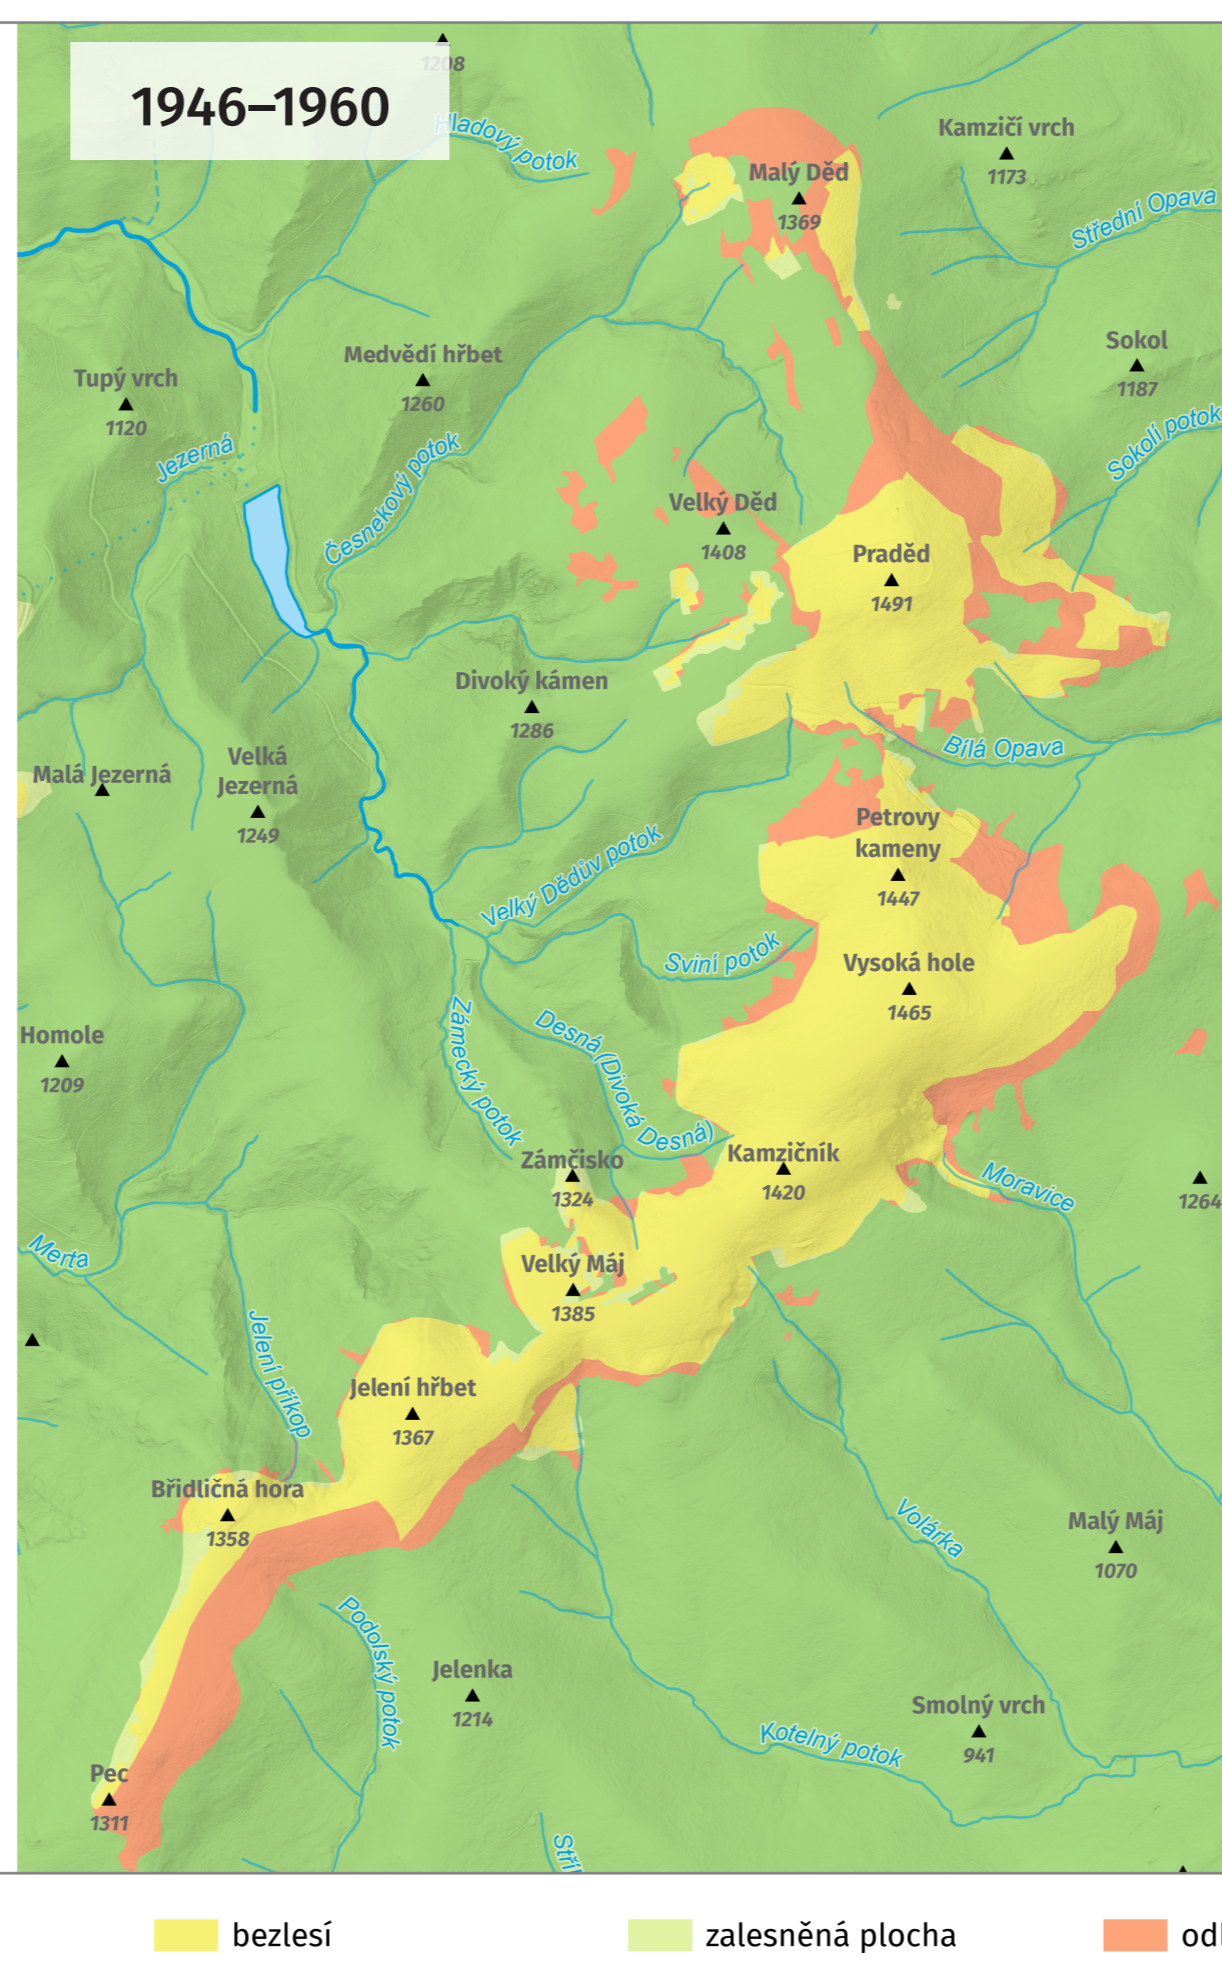 1946–1960
1208
Hladový potok
Kamzičí vrch
1173
Malý Děd
1369
Střední Opava
Medvědí hřbet
1260
Sokol
1187
Tupý vrch
1120
Jezerná
Sokolí potok
Česnekový potok
Velký Děd
1408
Praděd
1491
Divoký kámen
1286
Bílá Opava
Malá Jezerná
Velká
Jezerná
1249
Petrovy
kameny
1447
Velký Dědův potok
Sviní potok
Vysoká hole
1465
Homole
1209
Zámecký potok
Desná (Divoká Desná)
Zámčisko
1324
Kamzičník
1420
Moravice
1264
Merta
Velký Máj
1385
Jelení příkop
Jelení hřbet
1367
Břidličná hora
1358
Volárka
Malý Máj
1070
Podolský potok
Jelenka
1214
Smolný vrch
941
Kotelný potok
Pec
1311
bezlesí
zalesněná plocha